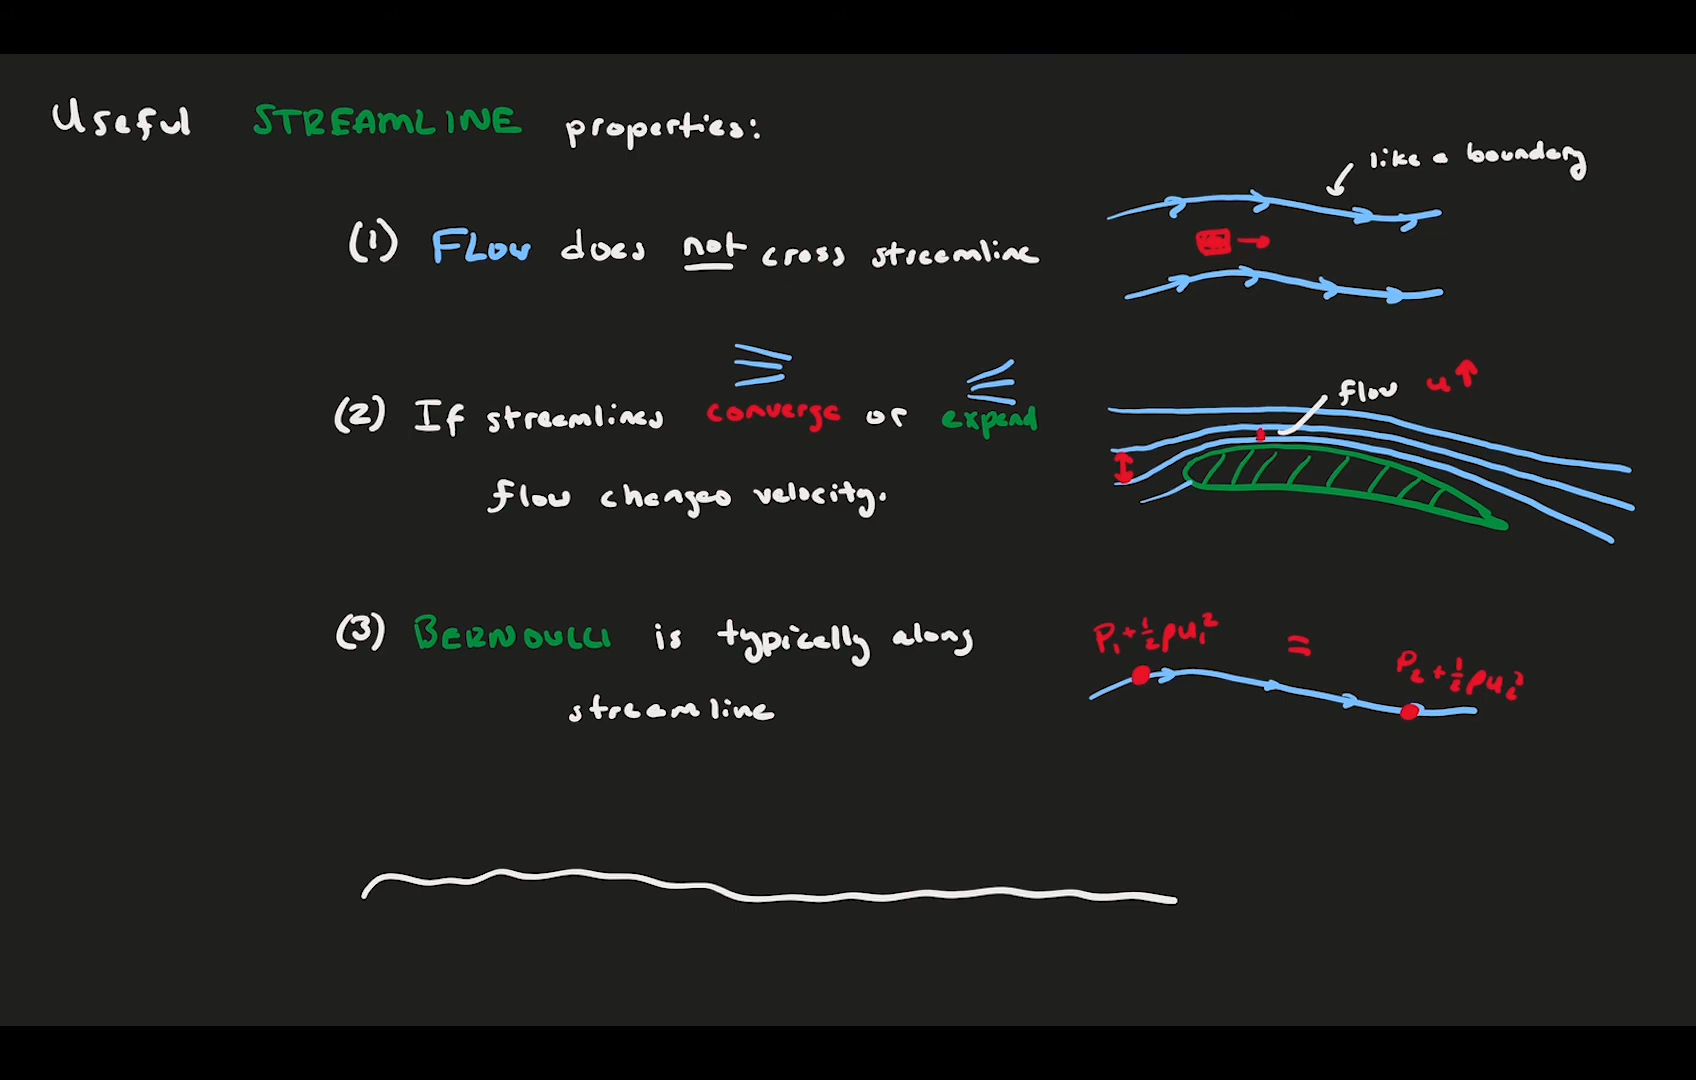 Useful STREAMLINE properties:
like a boundary
(1) FLOW does not cross streamline
(2) If streamlines converge or expand
flow changes velocity.
flow u↑
(3) BERNOULLI is typically along
streamline
P₁+½ρu₁² = P₂+½ρu₂²